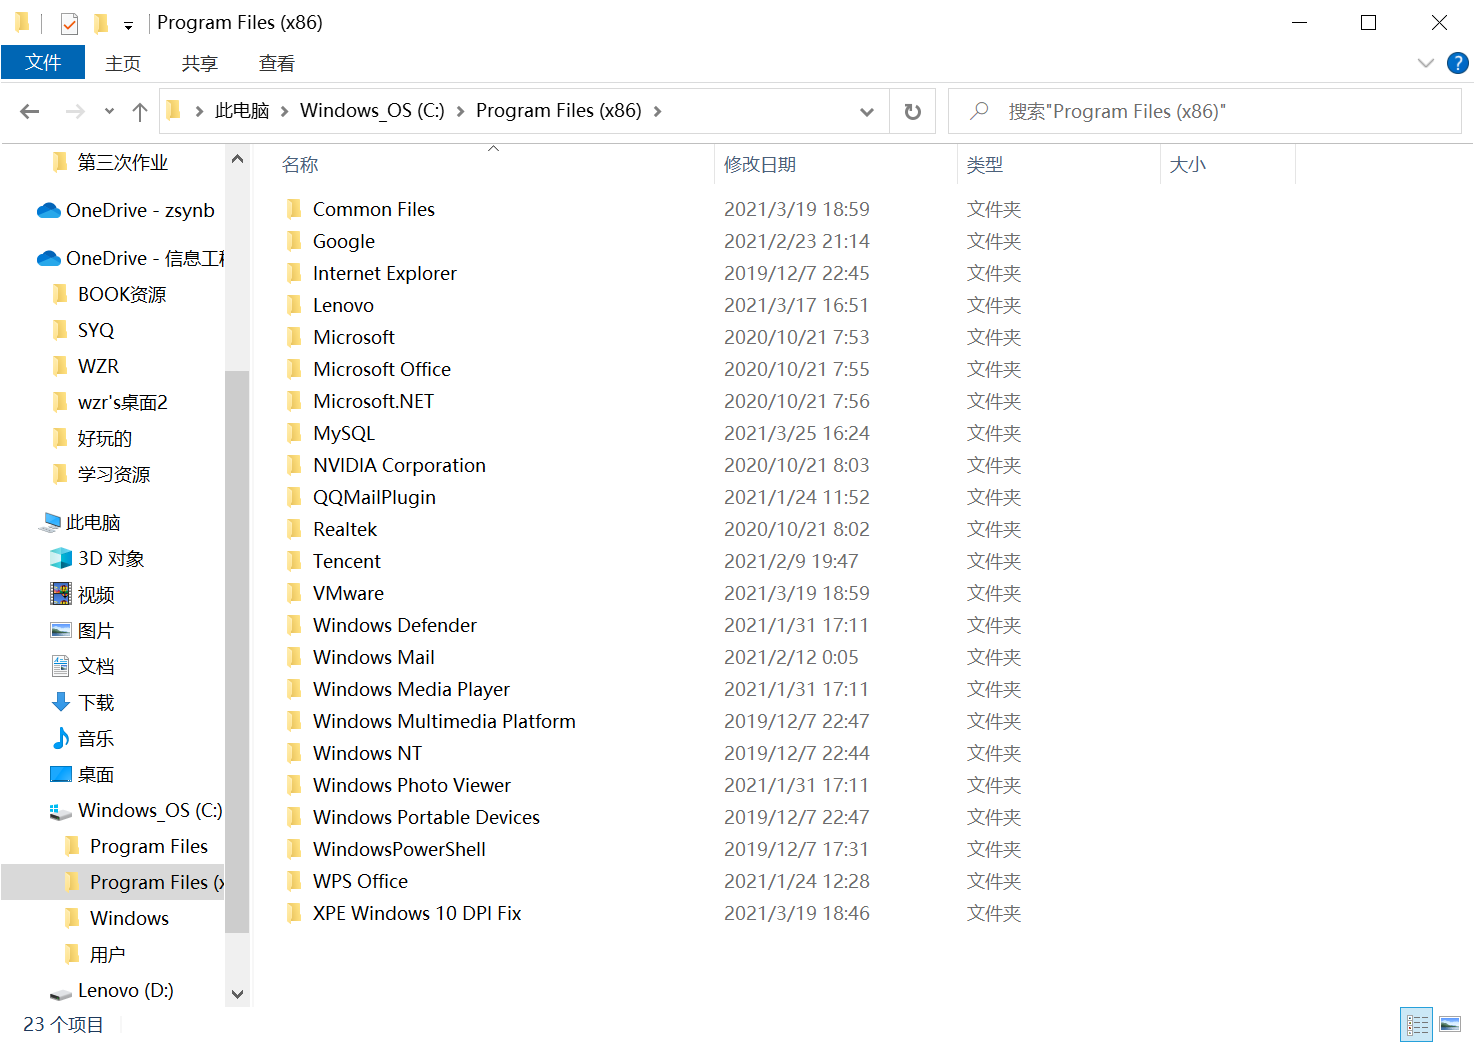 Program Files (x86)
文件 主页 共享 查看
此电脑 Windows_OS (C:) Program Files (x86)
搜索"Program Files (x86)"
第三次作业
OneDrive - zsynb
OneDrive - 信息工
BOOK资源
SYQ
WZR
wzr's桌面2
好玩的
学习资源
此电脑
3D 对象
视频
图片
文档
下载
音乐
桌面
Windows_OS (C:)
Program Files
Program Files (x
Windows
用户
Lenovo (D:)
名称 修改日期 类型 大小
Common Files 2021/3/19 18:59 文件夹
Google 2021/2/23 21:14 文件夹
Internet Explorer 2019/12/7 22:45 文件夹
Lenovo 2021/3/17 16:51 文件夹
Microsoft 2020/10/21 7:53 文件夹
Microsoft Office 2020/10/21 7:55 文件夹
Microsoft.NET 2020/10/21 7:56 文件夹
MySQL 2021/3/25 16:24 文件夹
NVIDIA Corporation 2020/10/21 8:03 文件夹
QQMailPlugin 2021/1/24 11:52 文件夹
Realtek 2020/10/21 8:02 文件夹
Tencent 2021/2/9 19:47 文件夹
VMware 2021/3/19 18:59 文件夹
Windows Defender 2021/1/31 17:11 文件夹
Windows Mail 2021/2/12 0:05 文件夹
Windows Media Player 2021/1/31 17:11 文件夹
Windows Multimedia Platform 2019/12/7 22:47 文件夹
Windows NT 2019/12/7 22:44 文件夹
Windows Photo Viewer 2021/1/31 17:11 文件夹
Windows Portable Devices 2019/12/7 22:47 文件夹
WindowsPowerShell 2019/12/7 17:31 文件夹
WPS Office 2021/1/24 12:28 文件夹
XPE Windows 10 DPI Fix 2021/3/19 18:46 文件夹
23 个项目